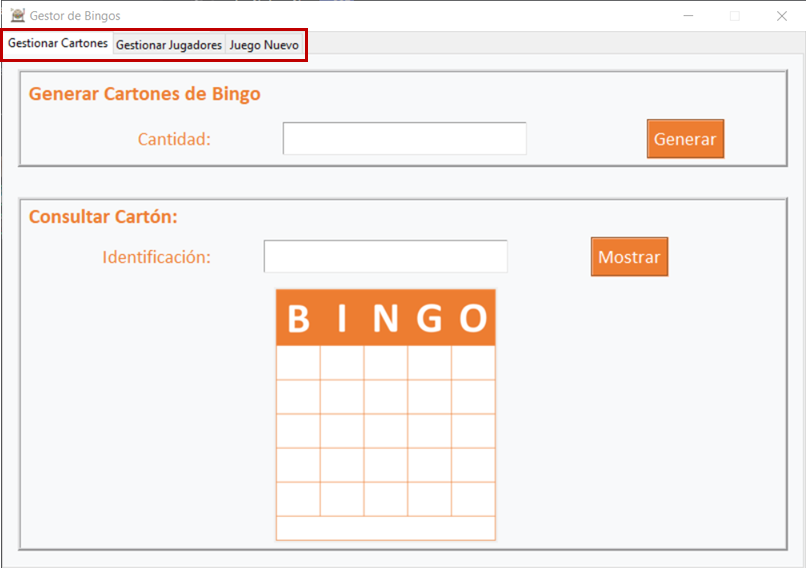 Gestor de Bingos
Gestionar Cartones Gestionar Jugadores Juego Nuevo
Generar Cartones de Bingo
Cantidad: Generar
Consultar Cartón:
Identificación: Mostrar
B I N G O